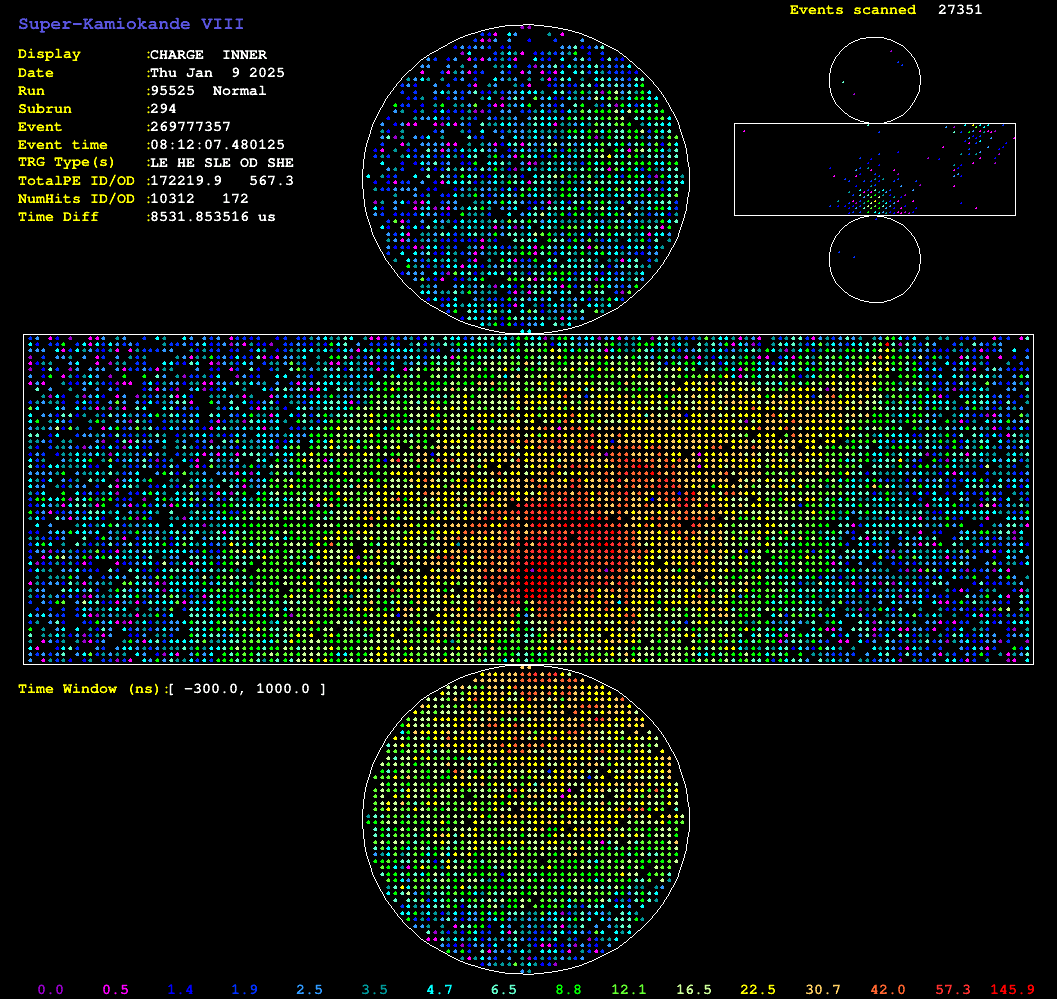 Super-Kamiokande VIII
Events scanned 27351
Display :CHARGE INNER
Date :Thu Jan 9 2025
Run :95525 Normal
Subrun :294
Event :269777357
Event time :08:12:07.480125
TRG Type(s) :LE HE SLE OD SHE
TotalPE ID/OD :172219.9 567.3
NumHits ID/OD :10312 172
Time Diff :8531.853516 us
Time Window (ns):[ -300.0, 1000.0 ]
0.0 0.5 1.4 1.9 2.5 3.5 4.7 6.5 8.8 12.1 16.5 22.5 30.7 42.0 57.3 145.9